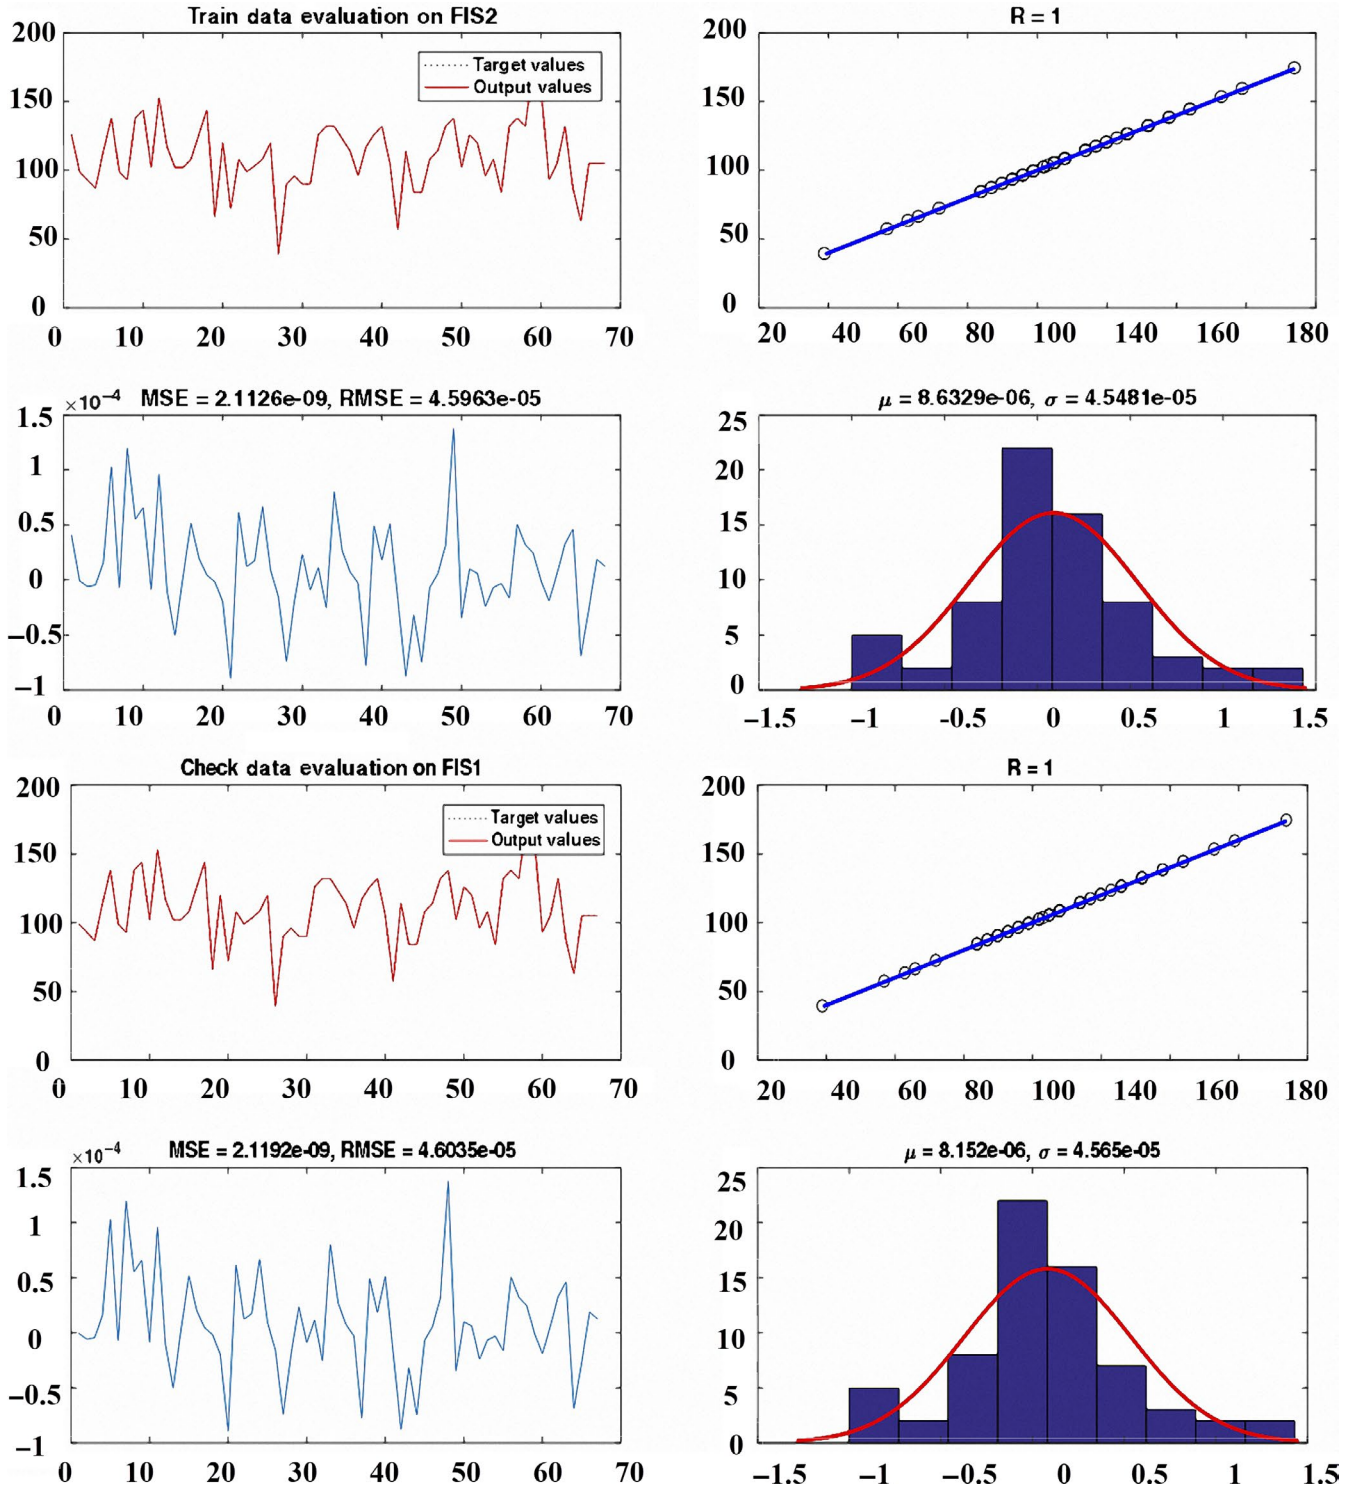 Train data evaluation on FIS2
200
150
100
50
0
0 10 20 30 40 50 60 70
Target values
Output values
R = 1
200
150
100
50
0
20 40 60 80 100 140 160 180
×10⁻⁴ MSE = 2.1126e-09, RMSE = 4.5963e-05
1.5
1
0.5
0
−0.5
−1
0 10 20 30 40 50 60 70
μ = 8.6329e-06, σ = 4.5481e-05
25
20
15
10
5
0
−1.5 −1 -0.5 0 0.5 1 1.5
Check data evaluation on FIS1
200
150
100
50
0
0 10 20 30 40 50 60 70
Target values
Output values
R = 1
200
150
100
50
0
20 40 60 80 100 140 160 180
×10⁻⁴ MSE = 2.1192e-09, RMSE = 4.6035e-05
1.5
1
0.5
0
−0.5
−1
0 10 20 30 40 50 60 70
μ = 8.152e-06, σ = 4.565e-05
25
20
15
10
5
0
−1.5 −1 −0.5 0 0.5 1 1.5